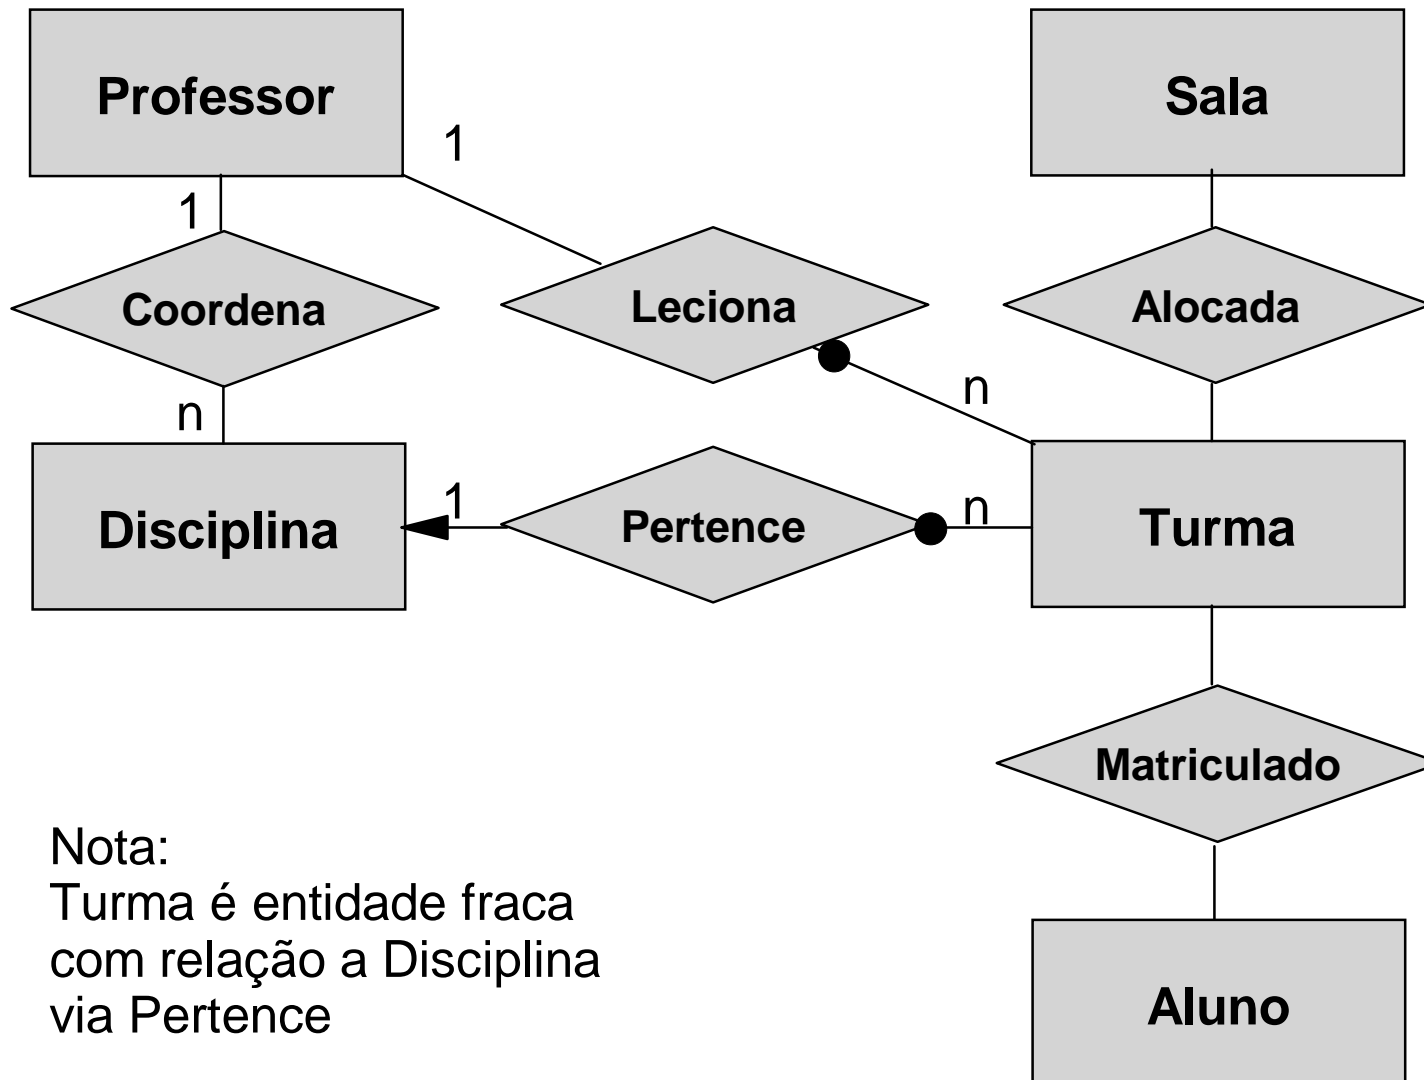 Professor
Sala
1
1
Coordena
Leciona
Alocada
n
n
Disciplina
1
Pertence
n
Turma
Matriculado
Nota:
Turma é entidade fraca
com relação a Disciplina
via Pertence
Aluno